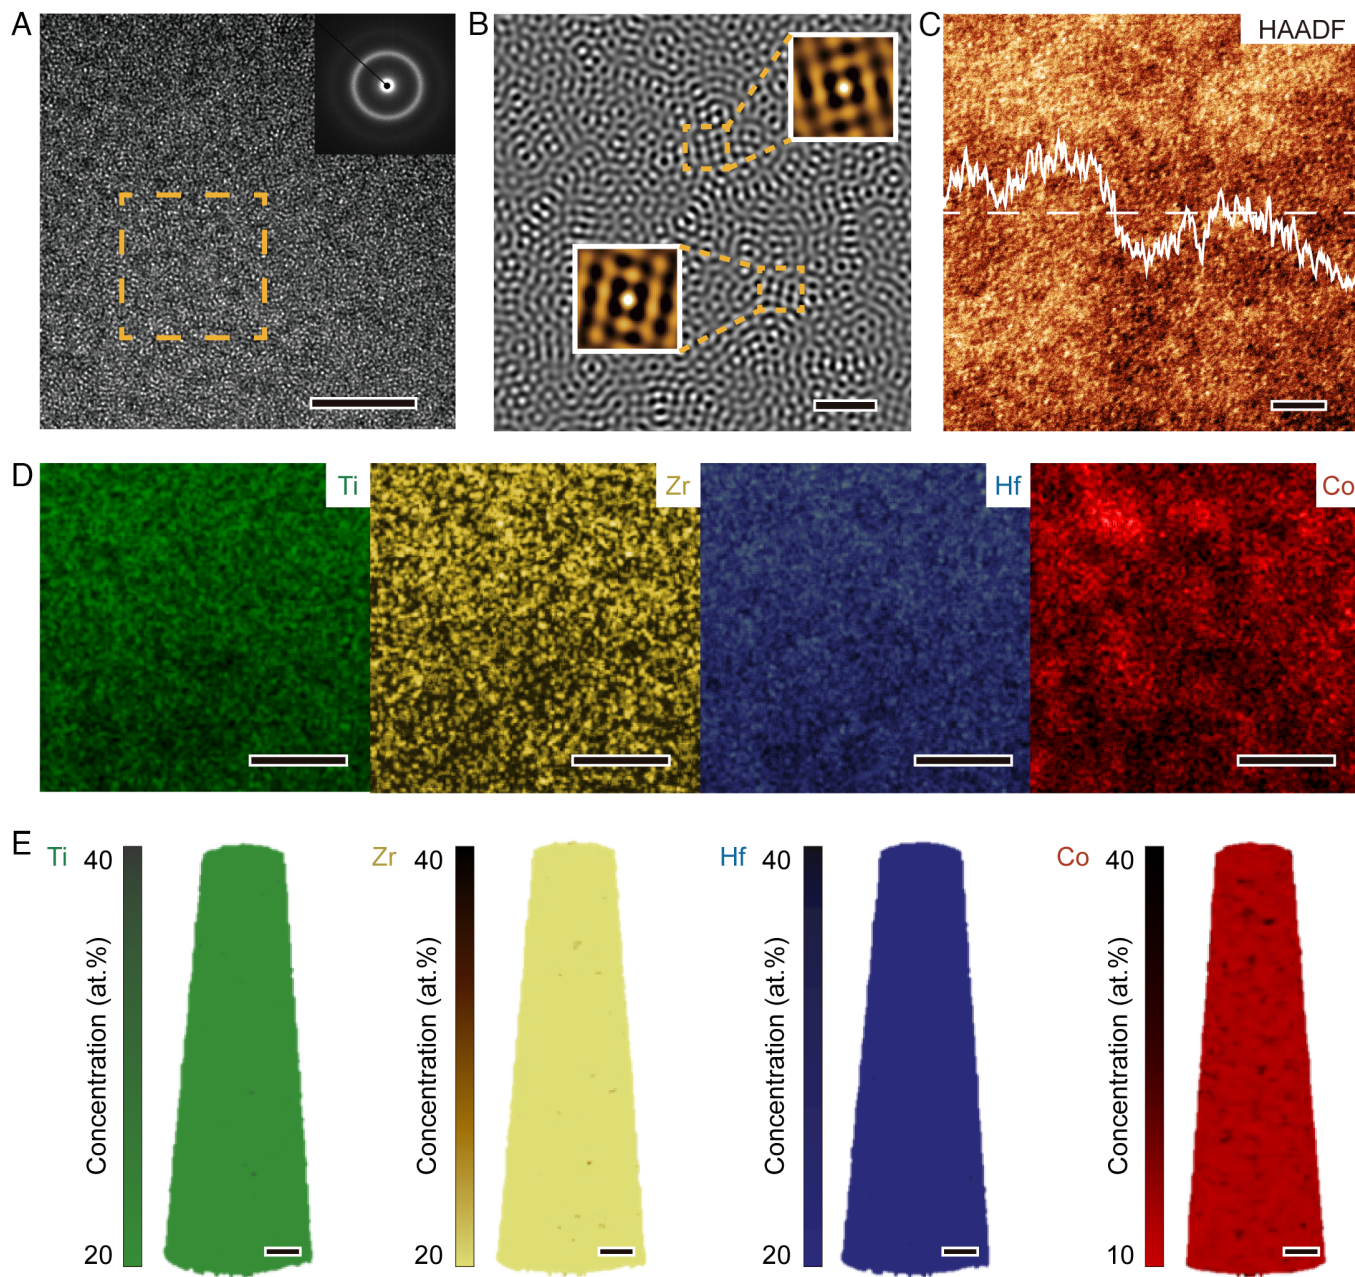 A
B
C
HAADF
D
Ti
Zr
Hf
Co
E
Ti
40
Concentration (at.%)
20
Zr
40
Concentration (at.%)
20
Hf
40
Concentration (at.%)
20
Co
40
Concentration (at.%)
10